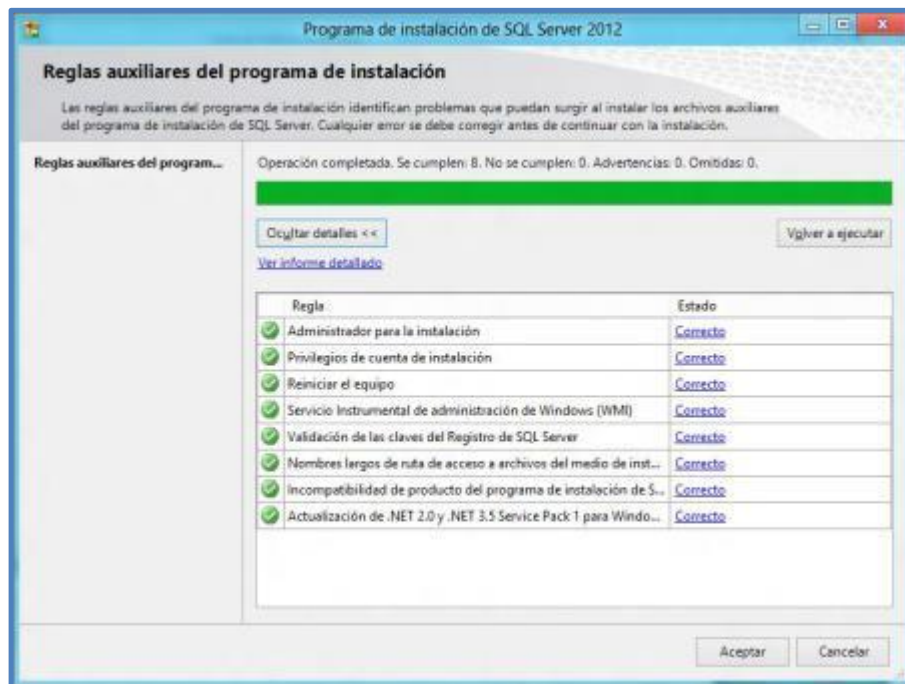 Programa de instalación de SQL Server 2012
Reglas auxiliares del programa de instalación
Las reglas auxiliares del programa de instalación identifican problemas que puedan surgir al instalar los archivos auxiliares
del programa de instalación de SQL Server. Cualquier error se debe corregir antes de continuar con la instalación.
Reglas auxiliares del program...
Operación completada. Se cumplen: 8. No se cumplen: 0. Advertencias: 0. Omitidas: 0.
Ocultar detalles <<
Volver a ejecutar
Ver informe detallado
Regla Estado
Administrador para la instalación Correcto
Privilegios de cuenta de instalación Correcto
Reiniciar el equipo Correcto
Servicio Instrumental de administración de Windows (WMI) Correcto
Validación de las claves del Registro de SQL Server Correcto
Nombres largos de ruta de acceso a archivos del medio de inst... Correcto
Incompatibilidad de producto del programa de instalación de S... Correcto
Actualización de .NET 2.0 y .NET 3.5 Service Pack 1 para Windo... Correcto
Aceptar Cancelar